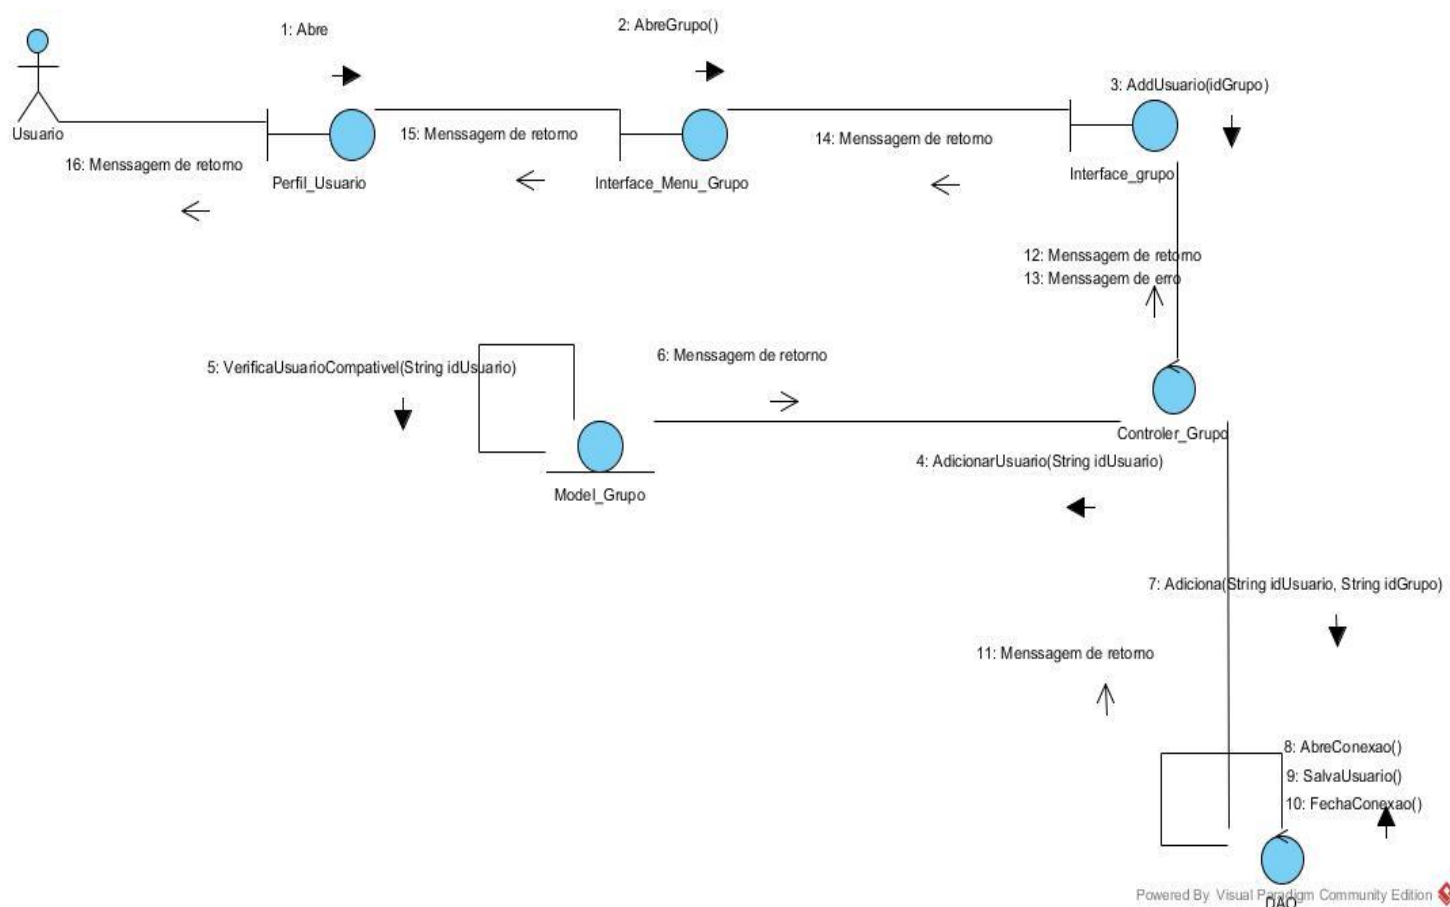 1: Abre
2: AbreGrupo()
3: AddUsuario(idGrupo)
Usuario
15: Menssagem de retorno
14: Menssagem de retorno
16: Menssagem de retorno
Perfil_Usuario
Interface_Menu_Grupo
Interface_grupo
12: Menssagem de retorno
13: Menssagem de erro
5: VerificaUsuarioCompativel(String idUsuario)
6: Menssagem de retorno
Controler_Grupo
4: AdicionarUsuario(String idUsuario)
Model_Grupo
7: Adiciona(String idUsuario, String idGrupo)
11: Menssagem de retorno
8: AbreConexao()
9: SalvaUsuario()
10: FechaConexao()
Powered By Visual Paradigm Community Edition
DAO